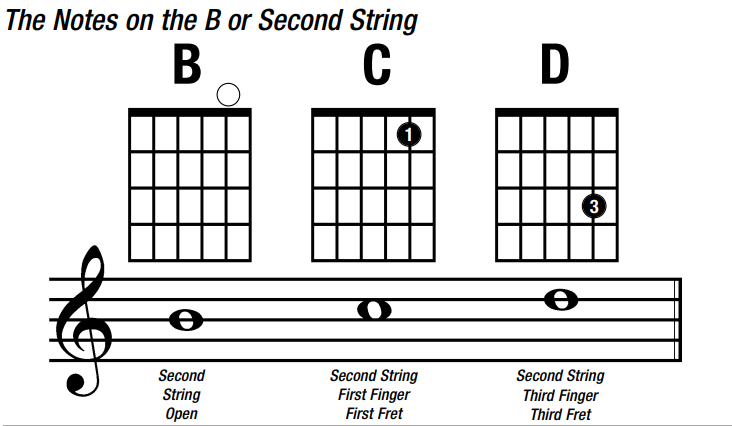 The Notes on the B or Second String
B C D
1
3
Second Second String Second String
String First Finger Third Finger
Open First Fret Third Fret